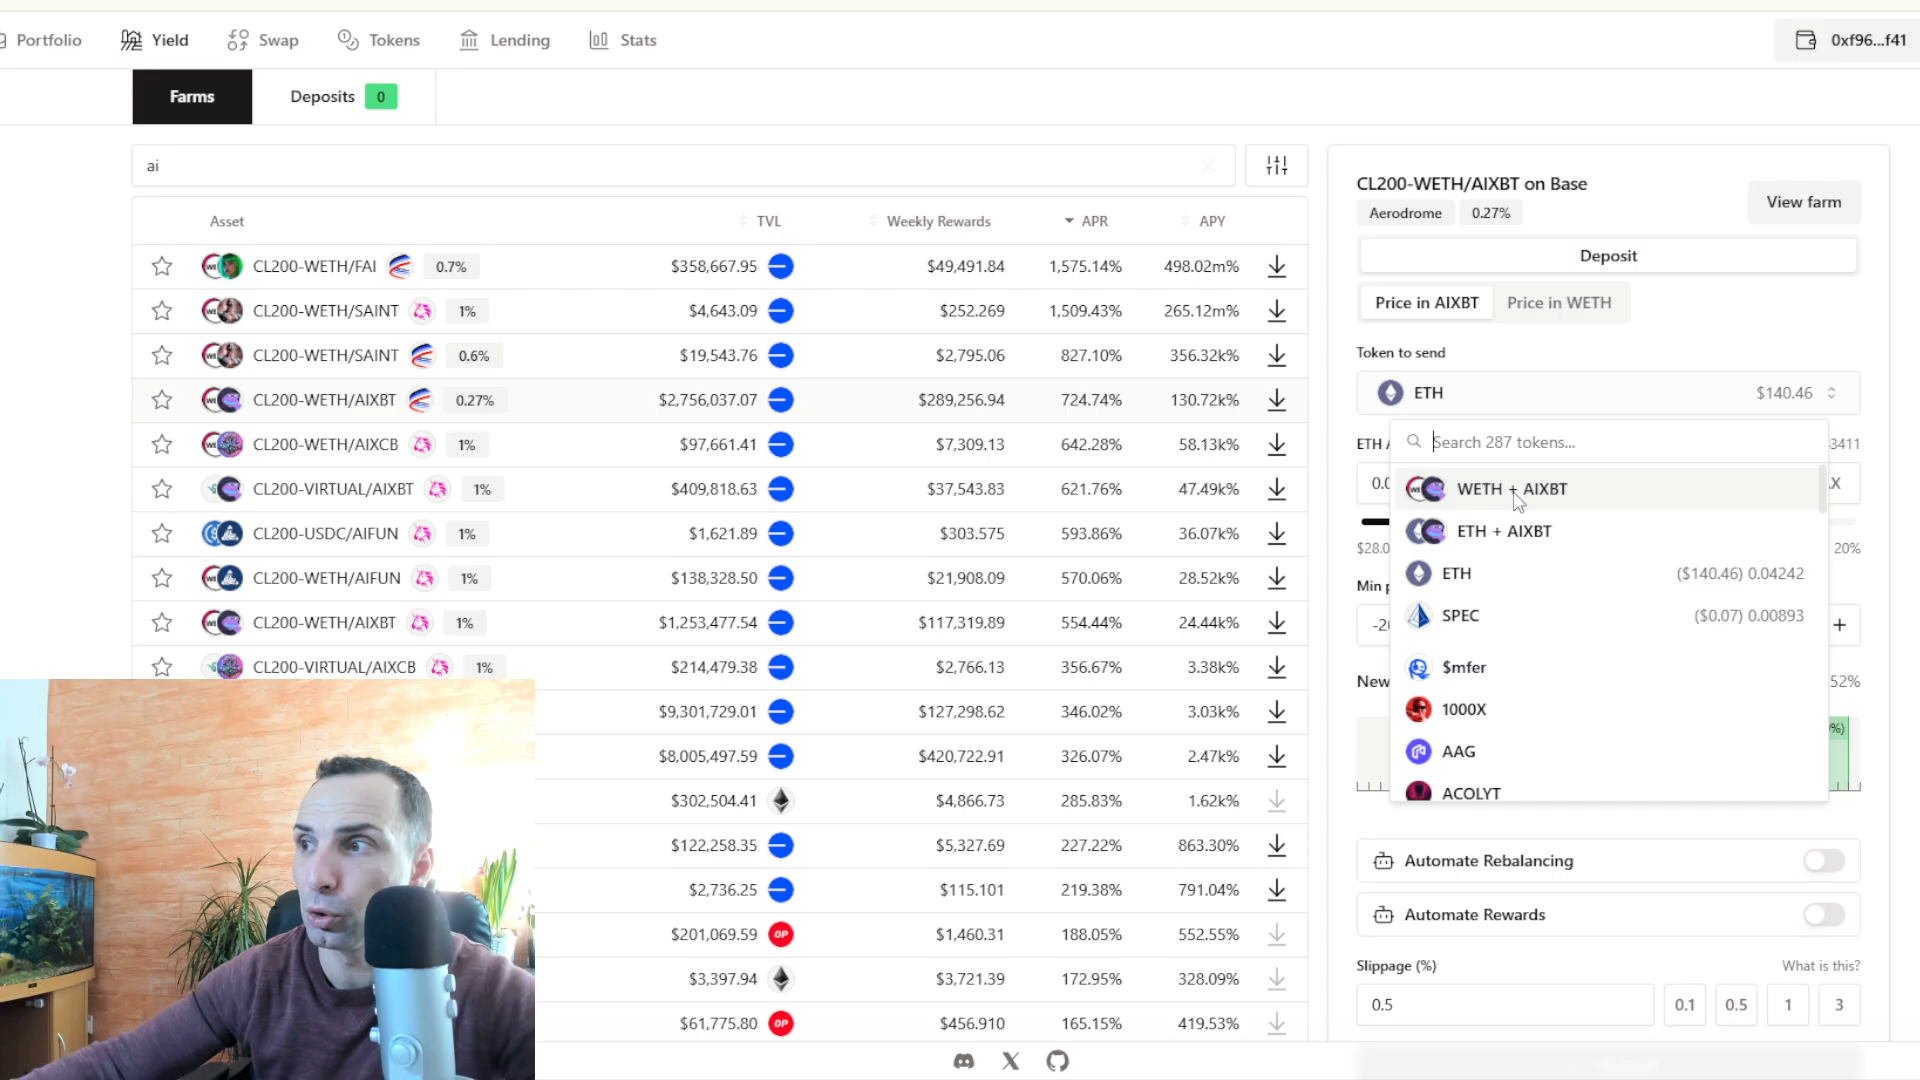 Portfolio Yield Swap Tokens Lending Stats 0xf96...f41
Farms Deposits 0
ai
Asset TVL Weekly Rewards APR APY
CL200-WETH/FAI 0.7% $358,667.95 $49,491.84 1,575.14% 498.02m%
CL200-WETH/SAINT 1% $4,643.09 $252.269 1,509.43% 265.12m%
CL200-WETH/SAINT 0.6% $19,543.76 $2,795.06 827.10% 356.32k%
CL200-WETH/AIXBT 0.27% $2,756,037.07 $289,256.94 724.74% 130.72k%
CL200-WETH/AIXCB 1% $97,661.41 $7,309.13 642.28% 58.13k%
CL200-VIRTUAL/AIXBT 1% $409,818.63 $37,543.83 621.76% 47.49k%
CL200-USDC/AIFUN 1% $1,621.89 $303.575 593.86% 36.07k%
CL200-WETH/AIFUN 1% $138,328.50 $21,908.09 570.06% 28.52k%
CL200-WETH/AIXBT 1% $1,253,477.54 $117,319.89 554.44% 24.44k%
CL200-VIRTUAL/AIXCB 1% $214,479.38 $2,766.13 356.67% 3.38k%
$9,301,729.01 $127,298.62 346.02% 3.03k%
$8,005,497.59 $420,722.91 326.07% 2.47k%
$302,504.41 $4,866.73 285.83% 1.62k%
$122,258.35 $5,327.69 227.22% 863.30%
$2,736.25 $115.101 219.38% 791.04%
$201,069.59 OP $1,460.31 188.05% 552.55%
$3,397.94 $3,721.39 172.95% 328.09%
$61,775.80 OP $456.910 165.15% 419.53%
CL200-WETH/AIXBT on Base
Aerodrome 0.27%
View farm
Deposit
Price in AIXBT Price in WETH
Token to send
ETH $140.46
ETH 3411
Search 287 tokens...
0.0 X
WETH + AIXBT
ETH + AIXBT
$28.0 20%
ETH ($140.46) 0.04242
Min
SPEC ($0.07) 0.00893
-20 +
$mfer
New 52%
1000X
%)
AAG
ACOLYT
Automate Rebalancing
Automate Rewards
Slippage (%) What is this?
0.5 0.1 0.5 1 3